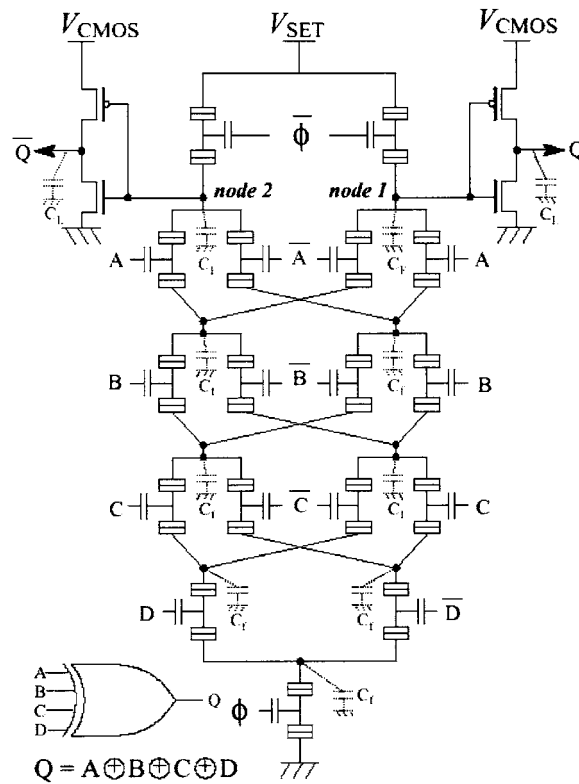 V_CMOS V_SET V_CMOS
Q̅ ϕ̅ Q
C_L node 2 node 1 C_L
C_f C_f
A A̅ A
C_f C_f
B B̅ B
C_f C_f
C C̅ C
C_f C_f
D D̅
C_f
ϕ
A
B
C
D
Q
Q = A⊕B⊕C⊕D